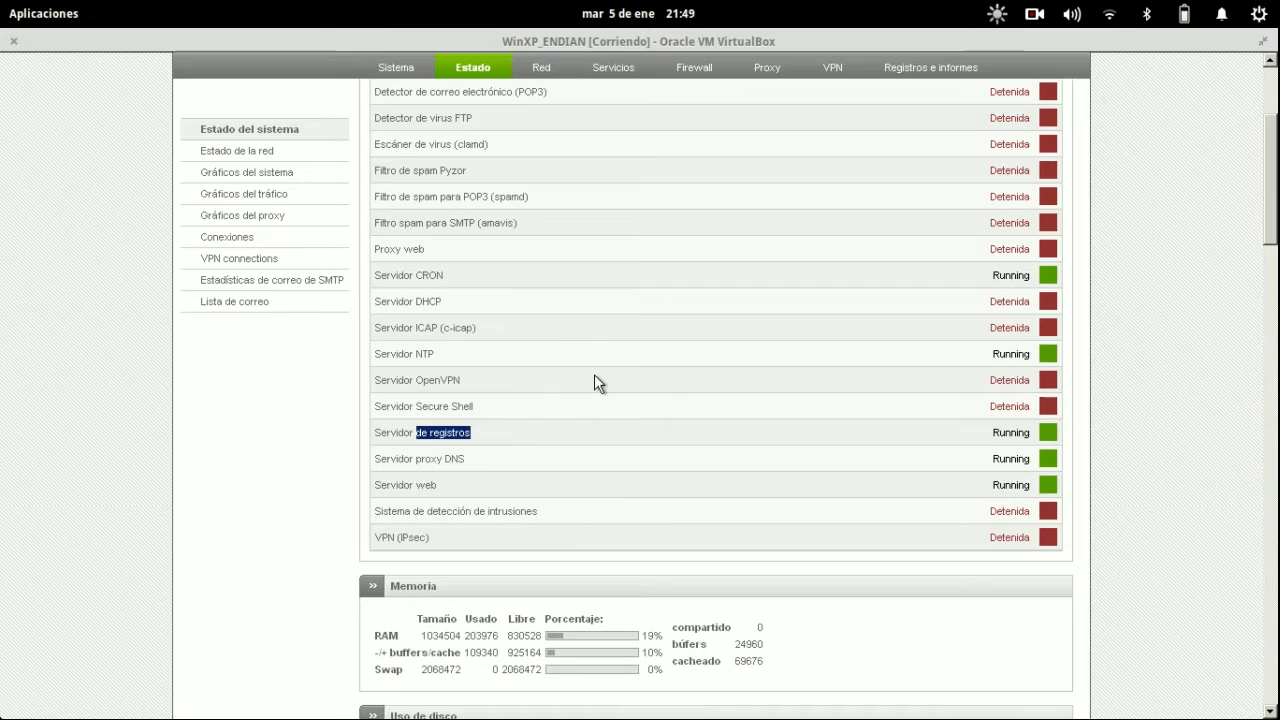 Aplicaciones mar 5 de ene 21:49
WinXP_ENDIAN [Corriendo] - Oracle VM VirtualBox
Sistema Estado Red Servicios Firewall Proxy VPN Registros e informes
Estado del sistema
Estado de la red
Gráficos del sistema
Gráficos del tráfico
Gráficos del proxy
Conexiones
VPN connections
Estadísticas de correo de SMTP
Lista de correo
Detector de correo electrónico (POP3) Detenida
Detector de virus FTP Detenida
Escáner de virus (clamd) Detenida
Filtro de spam Pyzor Detenida
Filtro de spam para POP3 (spamd) Detenida
Filtro spam para SMTP (amavis) Detenida
Proxy web Detenida
Servidor CRON Running
Servidor DHCP Detenida
Servidor ICAP (c-icap) Detenida
Servidor NTP Running
Servidor OpenVPN Detenida
Servidor Secure Shell Detenida
Servidor de registros Running
Servidor proxy DNS Running
Servidor web Running
Sistema de detección de intrusiones Detenida
VPN (IPsec) Detenida
Memoria
Tamaño Usado Libre Porcentaje:
RAM 1034504 203976 830528 19%
-/+ buffers/cache 109340 925164 10%
Swap 2068472 0 2068472 0%
compartido 0
búfers 24960
cacheado 69676
Uso de disco